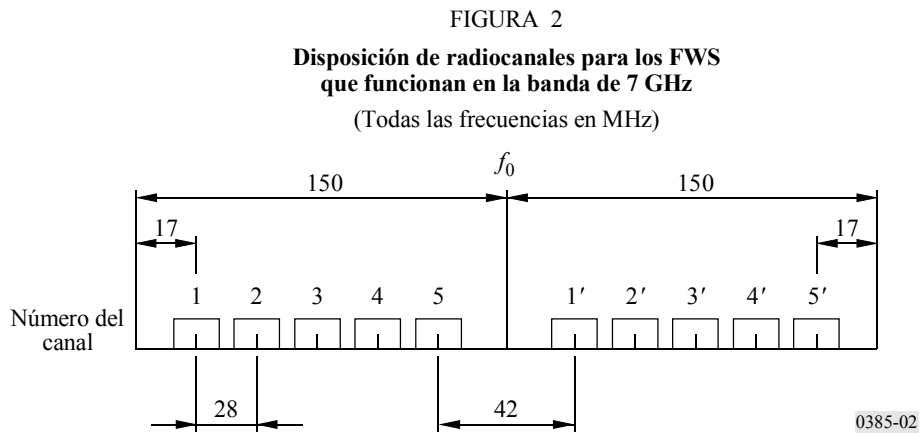 FIGURA 2
Disposición de radiocanales para los FWS
que funcionan en la banda de 7 GHz
(Todas las frecuencias en MHz)
f0
150 150
17 17
1 2 3 4 5 1′ 2′ 3′ 4′ 5′
Número del
canal
28 42
0385-02